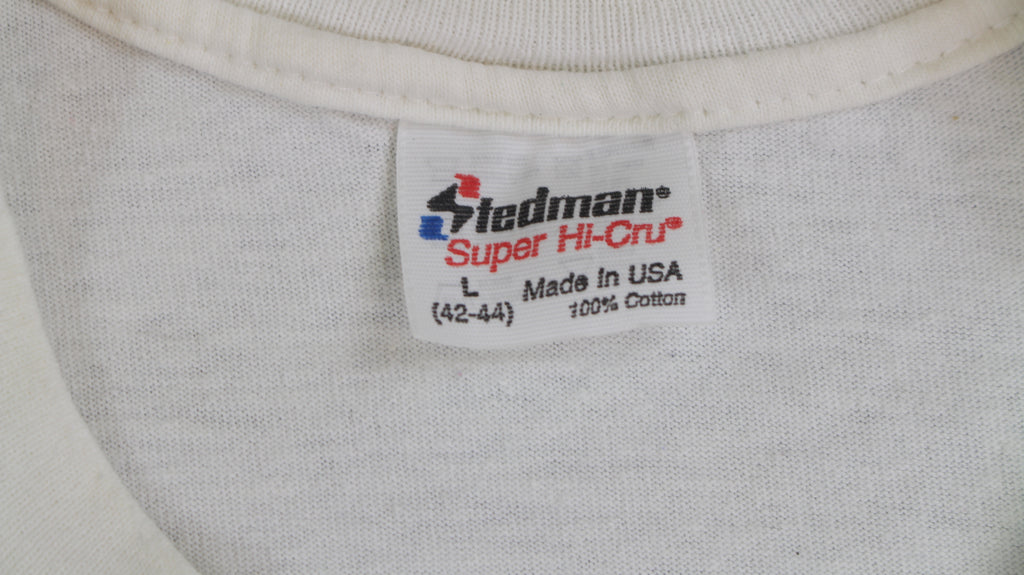 Stedman®
Super Hi-Cru®
L
(42-44)
Made in USA
100% Cotton